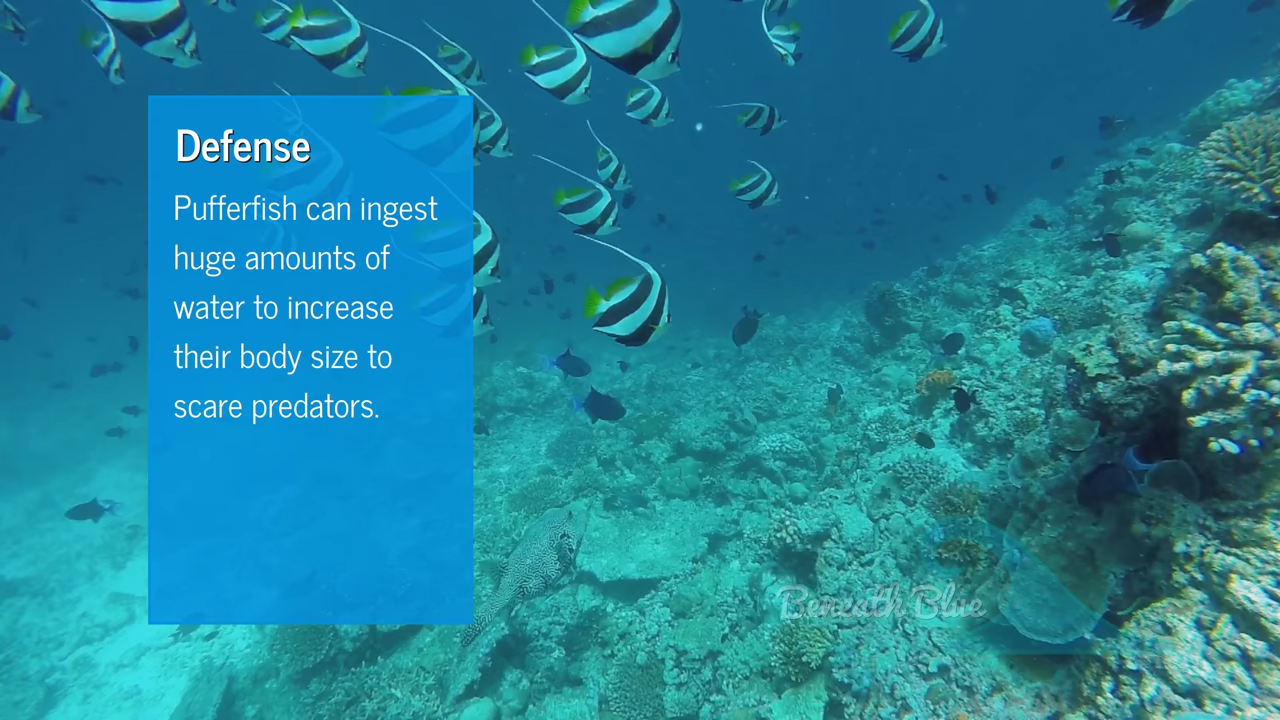 Defense
Pufferfish can ingest
huge amounts of
water to increase
their body size to
scare predators.
Beneath Blue